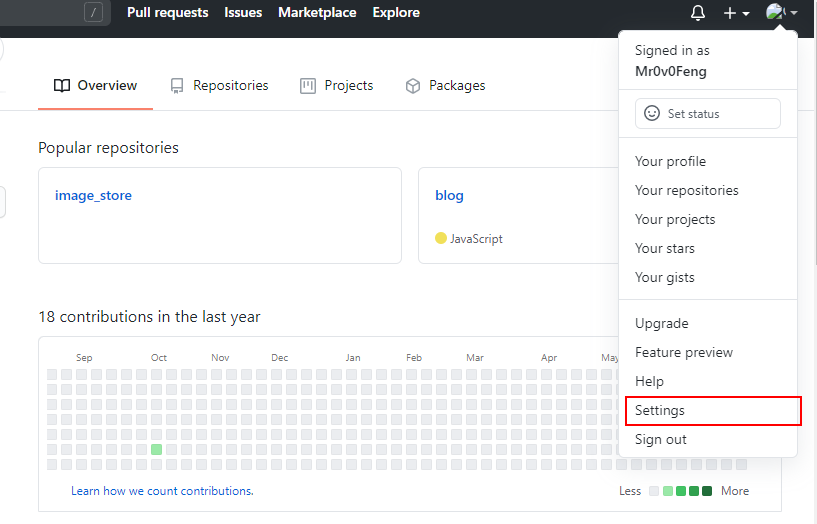 / Pull requests Issues Marketplace Explore
Signed in as
Mr0v0Feng
Set status
Your profile
Your repositories
Your projects
Your stars
Your gists
Upgrade
Feature preview
Help
Settings
Sign out
Overview Repositories Projects Packages
Popular repositories
image_store
blog
JavaScript
18 contributions in the last year
Sep Oct Nov Dec Jan Feb Mar Apr May
Learn how we count contributions.
Less More